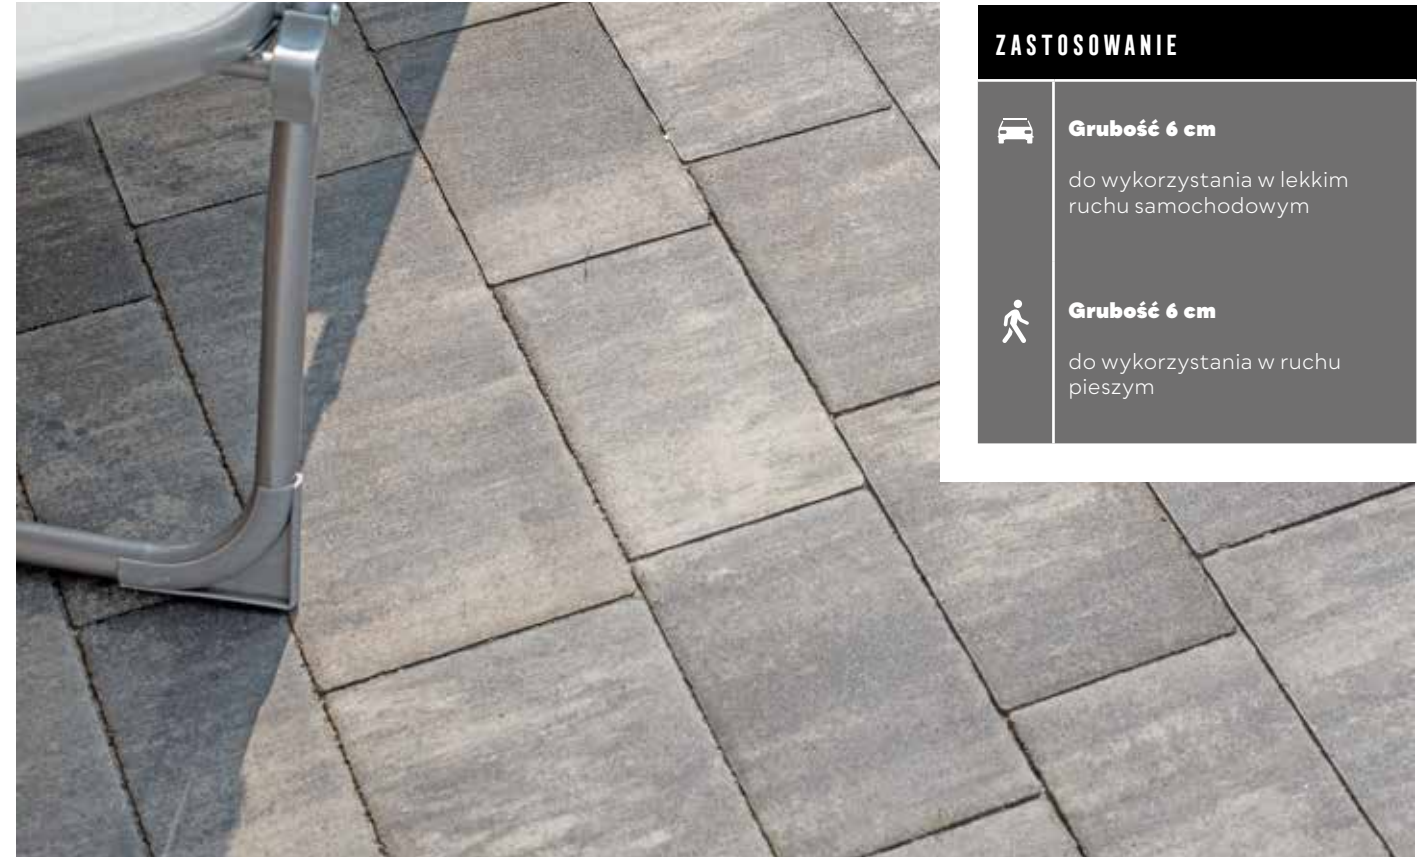 ZASTOSOWANIE
Grubość 6 cm
do wykorzystania w lekkim
ruchu samochodowym
Grubość 6 cm
do wykorzystania w ruchu
pieszym